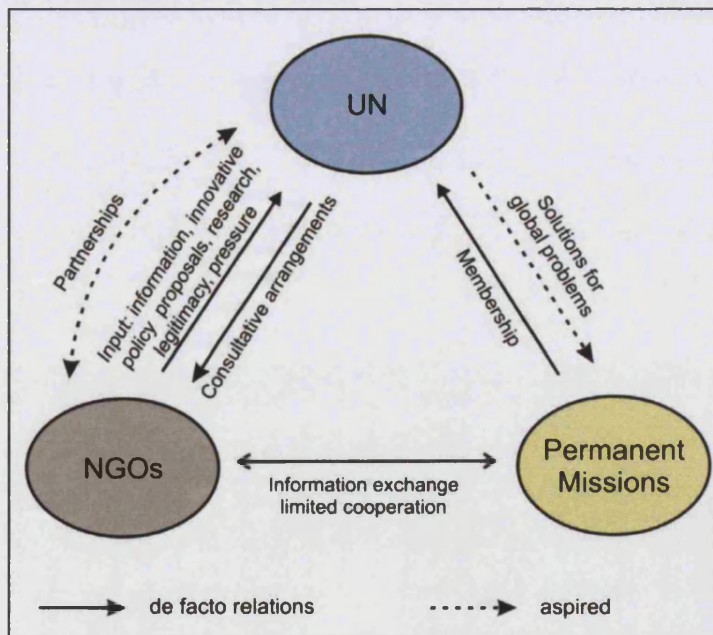 UN
Partnerships
Input: information, innovative
policy proposals, research,
legitimacy, pressure
Consultative arrangements
Solutions for
global problems
Membership
NGOs
Permanent
Missions
Information exchange
limited cooperation
de facto relations
aspired